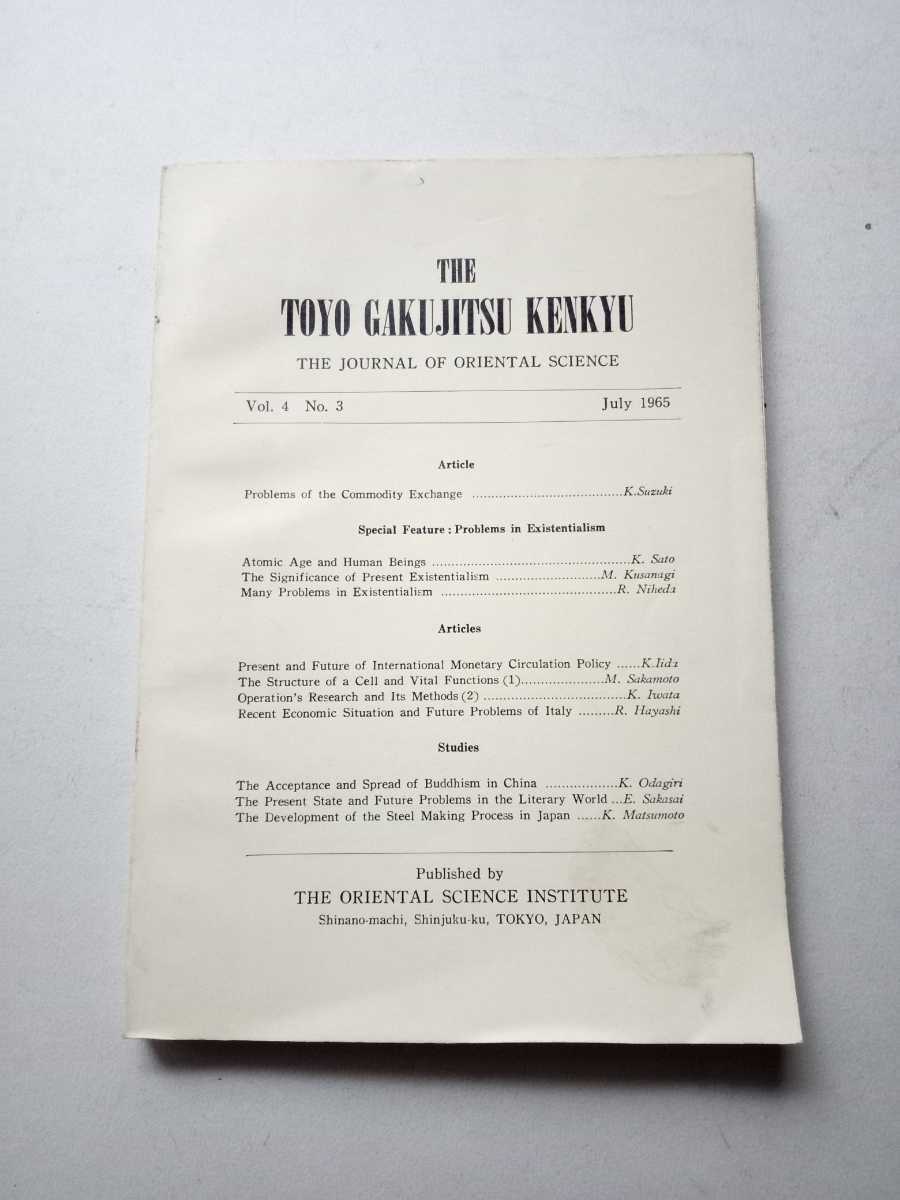 THE
TOYO GAKUJITSU KENKYU
THE JOURNAL OF ORIENTAL SCIENCE
Vol. 4 No. 3 July 1965
Article
Problems of the Commodity Exchange ........................................K.Suzuki
Special Feature : Problems in Existentialism
Atomic Age and Human Beings ....................................................K. Sato
The Significance of Present Existentialism ...........................M. Kusanagi
Many Problems in Existentialism ..............................................R. Niheda
Articles
Present and Future of International Monetary Circulation Policy ......K.Iida
The Structure of a Cell and Vital Functions (1)......................M. Sakamoto
Operation's Research and Its Methods (2) .....................................K. Iwata
Recent Economic Situation and Future Problems of Italy .........R. Hayashi
Studies
The Acceptance and Spread of Buddhism in China ..................K. Odagiri
The Present State and Future Problems in the Literary World ...E. Sakasai
The Development of the Steel Making Process in Japan ......K. Matsumoto
Published by
THE ORIENTAL SCIENCE INSTITUTE
Shinano-machi, Shinjuku-ku, TOKYO, JAPAN